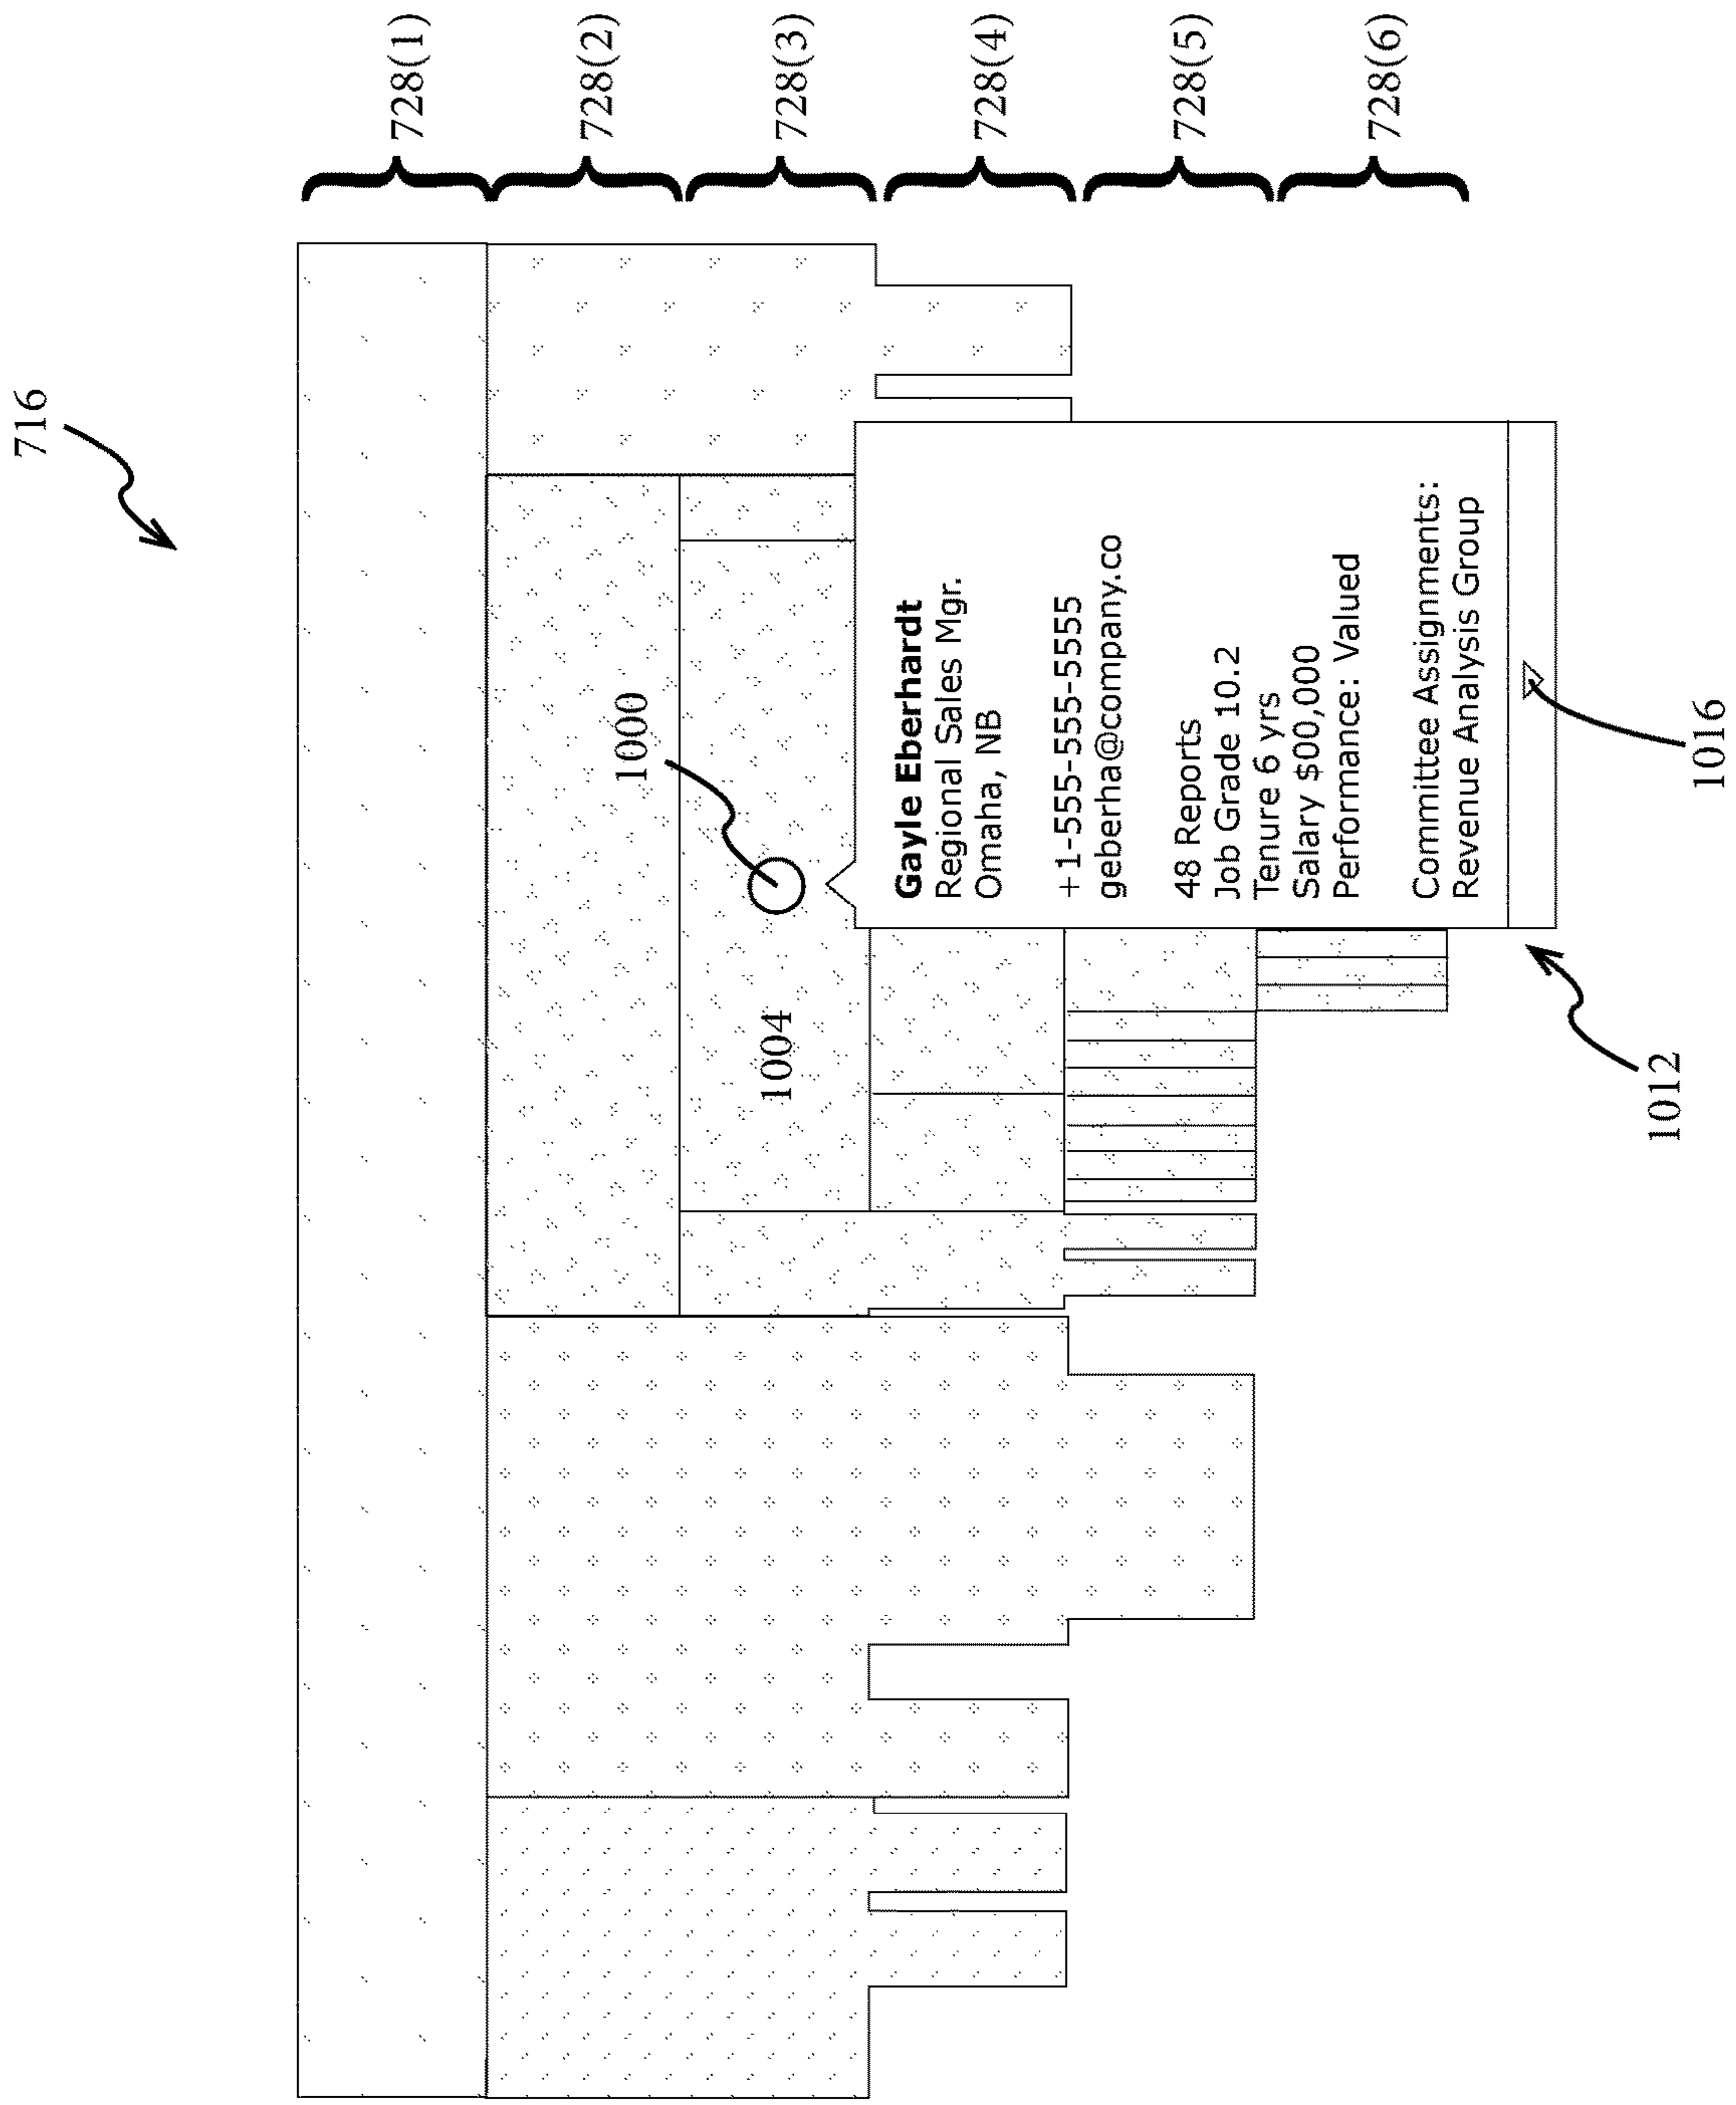 716
728(1)
728(2)
728(3)
728(4)
728(5)
728(6)
1000
1004
Gayle Eberhardt
Regional Sales Mgr.
Omaha, NB
+1-555-555-5555
geberha@company.co
48 Reports
Job Grade 10.2
Tenure 6 yrs
Salary $00,000
Performance: Valued
Committee Assignments:
Revenue Analysis Group
1012
1016